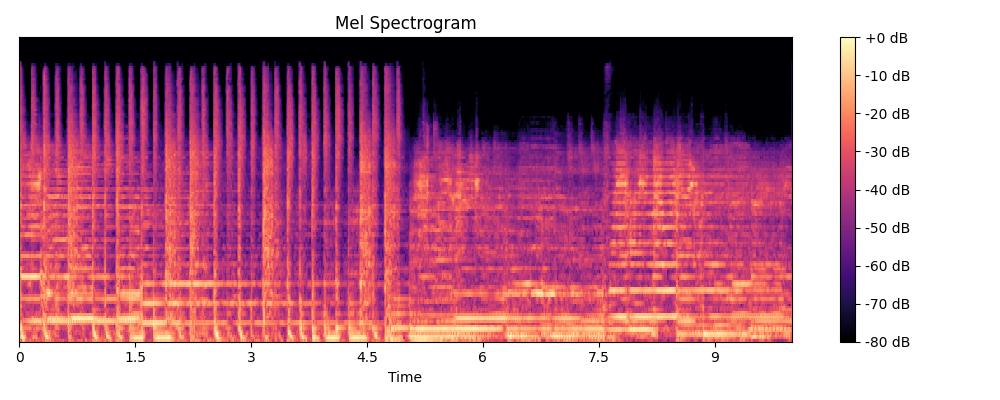 Mel Spectrogram
+0 dB
-10 dB
-20 dB
-30 dB
-40 dB
-50 dB
-60 dB
-70 dB
-80 dB
0 1.5 3 4.5 6 7.5 9
Time